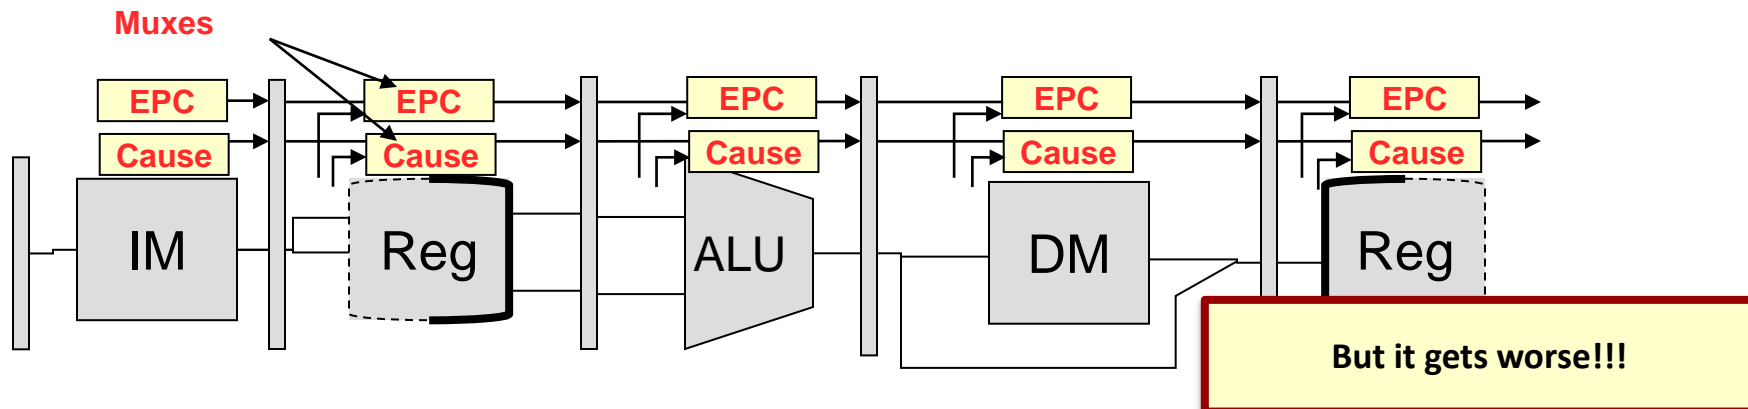 Muxes
EPC
EPC
EPC
EPC
EPC
Cause
Cause
Cause
Cause
Cause
IM
Reg
ALU
DM
Reg
But it gets worse!!!